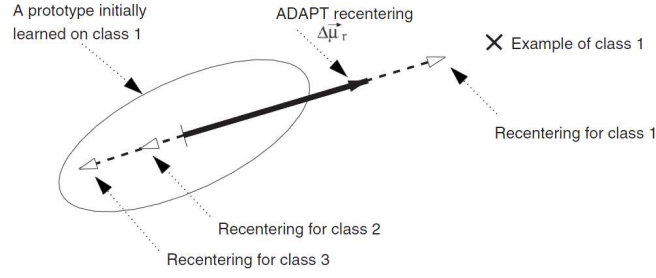 A prototype initially
learned on class 1
ADAPT recentering
Δμ⃗ r
Example of class 1
Recentering for class 1
Recentering for class 2
Recentering for class 3